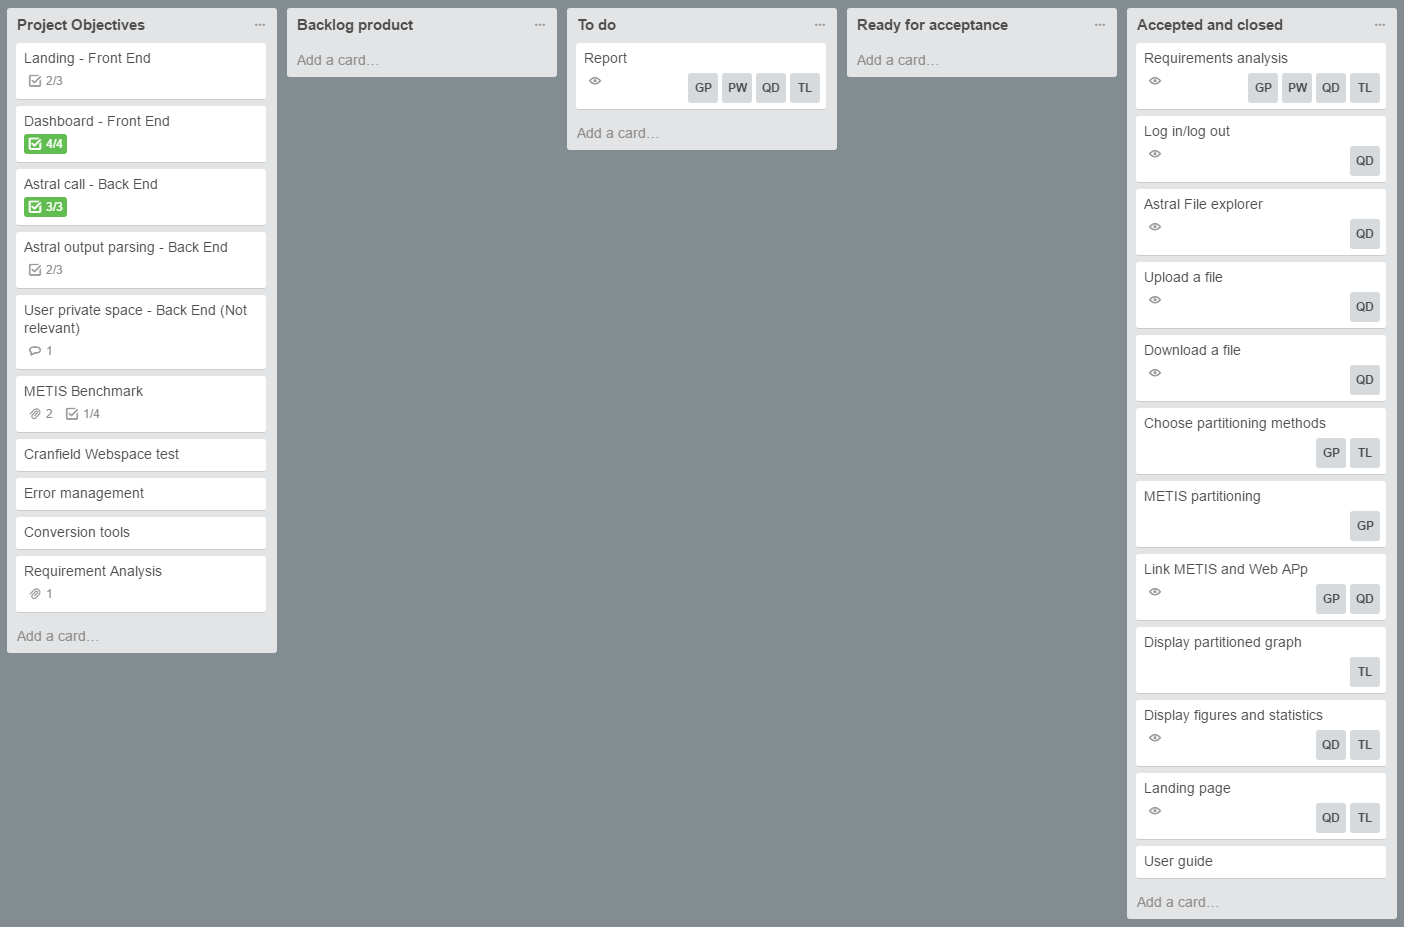 Project Objectives
Landing - Front End
2/3
Dashboard - Front End
4/4
Astral call - Back End
3/3
Astral output parsing - Back End
2/3
User private space - Back End (Not
relevant)
1
METIS Benchmark
2 1/4
Cranfield Webspace test
Error management
Conversion tools
Requirement Analysis
1
Add a card...
Backlog product
Add a card...
To do
Report
GP PW QD TL
Add a card...
Ready for acceptance
Add a card...
Accepted and closed
Requirements analysis
GP PW QD TL
Log in/log out
QD
Astral File explorer
QD
Upload a file
QD
Download a file
QD
Choose partitioning methods
GP TL
METIS partitioning
GP
Link METIS and Web APp
GP QD
Display partitioned graph
TL
Display figures and statistics
QD TL
Landing page
QD TL
User guide
Add a card...